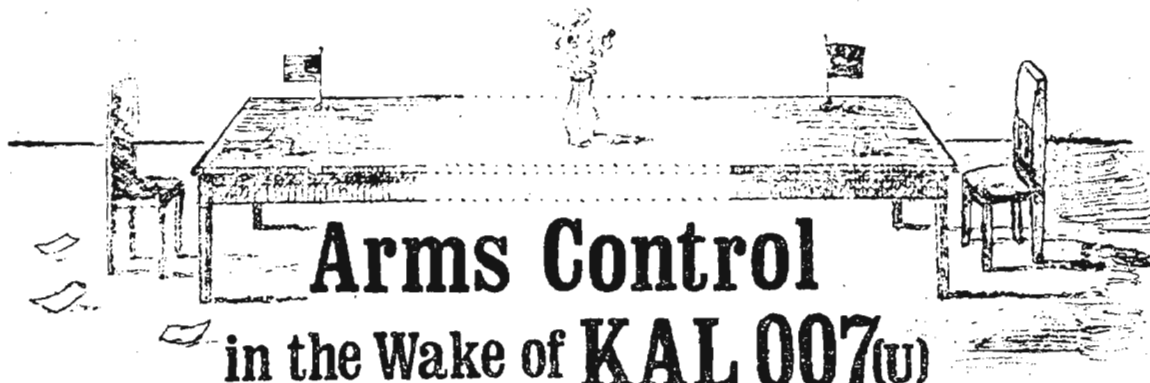 Arms Control
in the Wake of KAL 007(U)